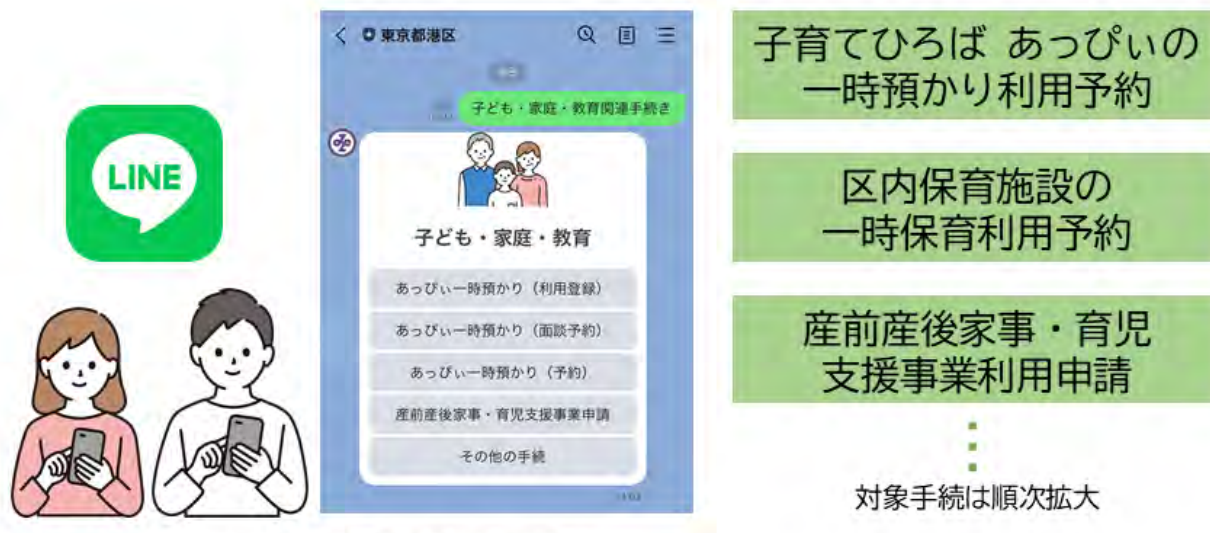 LINE
東京都港区
子ども・家庭・教育関連手続き
子ども・家庭・教育
あっぴぃ一時預かり（利用登録）
あっぴぃ一時預かり（面談予約）
あっぴぃ一時預かり（予約）
産前産後家事・育児支援事業申請
その他の手続
子育てひろば あっぴぃの
一時預かり利用予約
区内保育施設の
一時保育利用予約
産前産後家事・育児
支援事業利用申請
対象手続は順次拡大